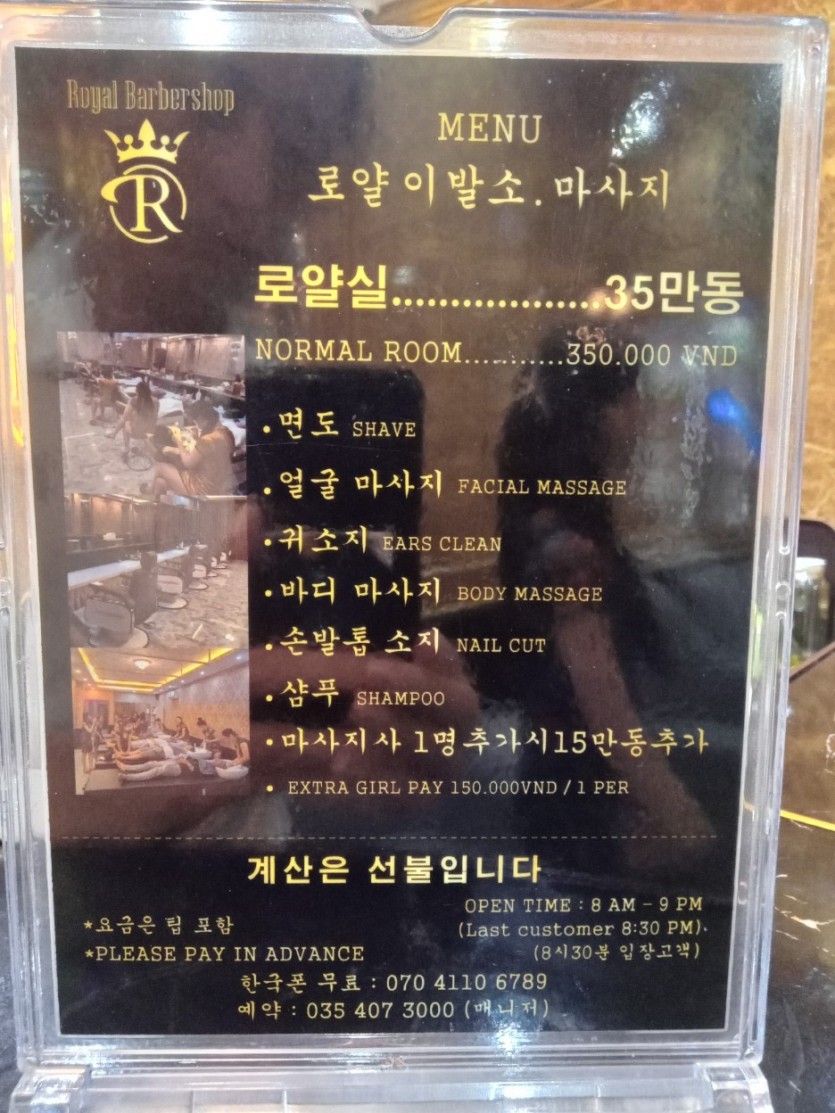 Royal Barbershop
R
MENU
로얄 이발소.마사지
로얄실..................35만동
NORMAL ROOM...........350.000 VND
• 면도 SHAVE
• 얼굴 마사지 FACIAL MASSAGE
• 귀소지 EARS CLEAN
• 바디 마사지 BODY MASSAGE
• 손발톱 소지 NAIL CUT
• 샴푸 SHAMPOO
• 마사지사 1명추가시15만동추가
• EXTRA GIRL PAY 150.000VND / 1 PER
계산은 선불입니다
OPEN TIME : 8 AM – 9 PM
*요금은 팁 포함
(Last customer 8:30 PM).
*PLEASE PAY IN ADVANCE
(8시30분 입장고객)
한국폰 무료 : 070 4110 6789
예약 : 035 407 3000 (매니저)